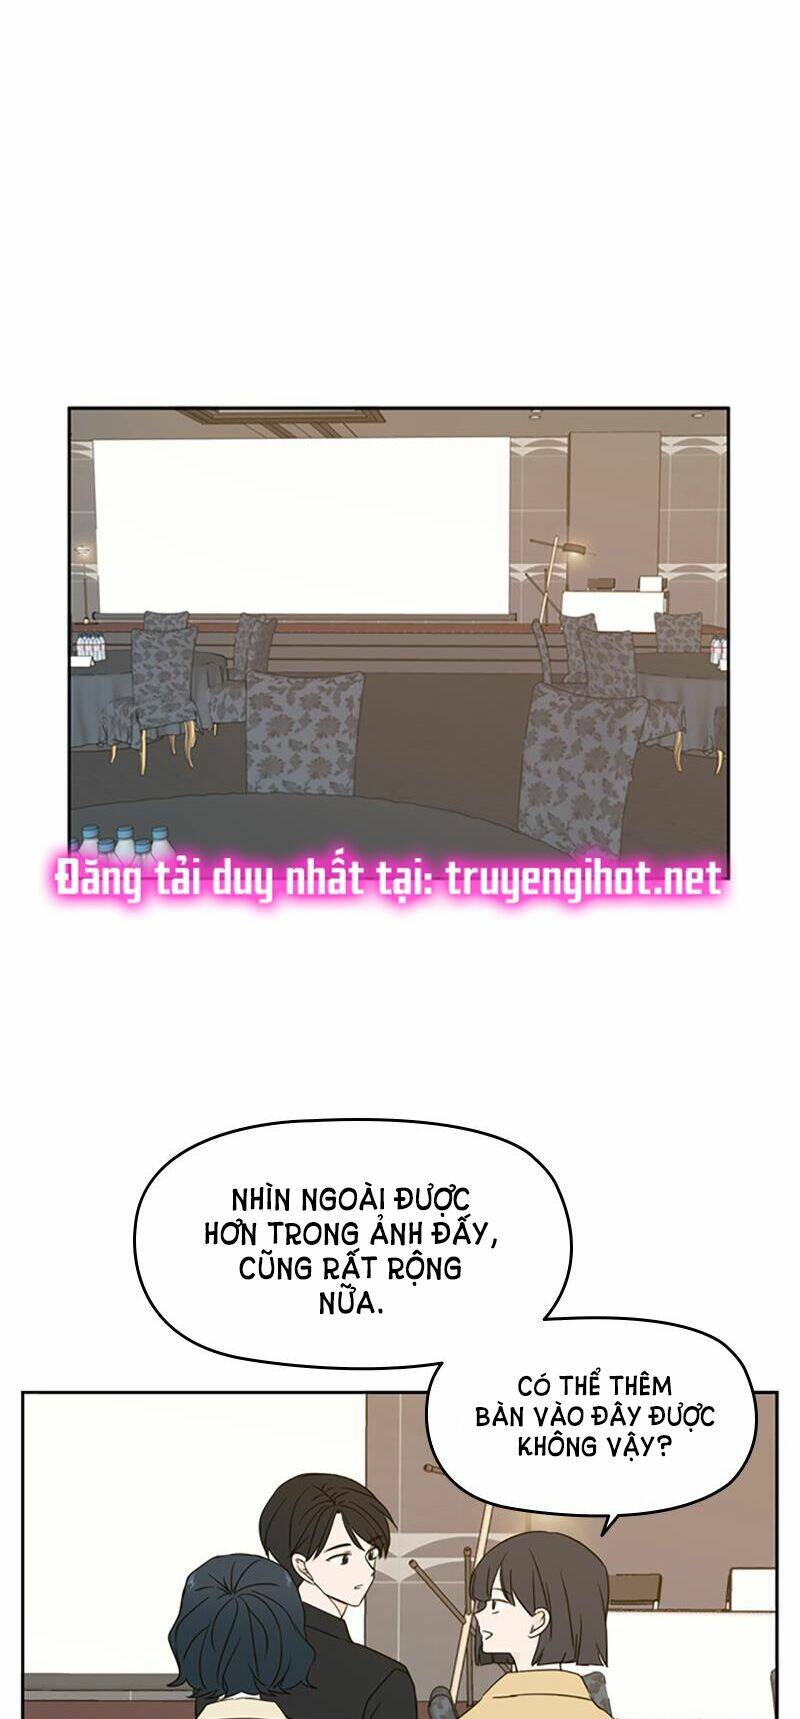 Đăng tải duy nhất tại: truyengihot.net
NHÌN NGOÀI ĐƯỢC
HƠN TRONG ẢNH ĐẤY,
CŨNG RẤT RỘNG
NỮA.
CÓ THỂ THÊM
BÀN VÀO ĐÂY ĐƯỢC
KHÔNG VẬY?